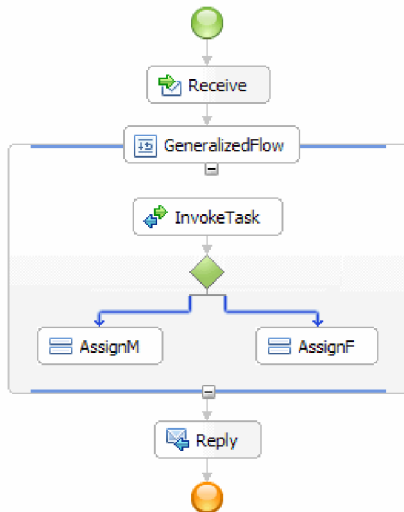 Receive
GeneralizedFlow
InvokeTask
AssignM
AssignF
Reply